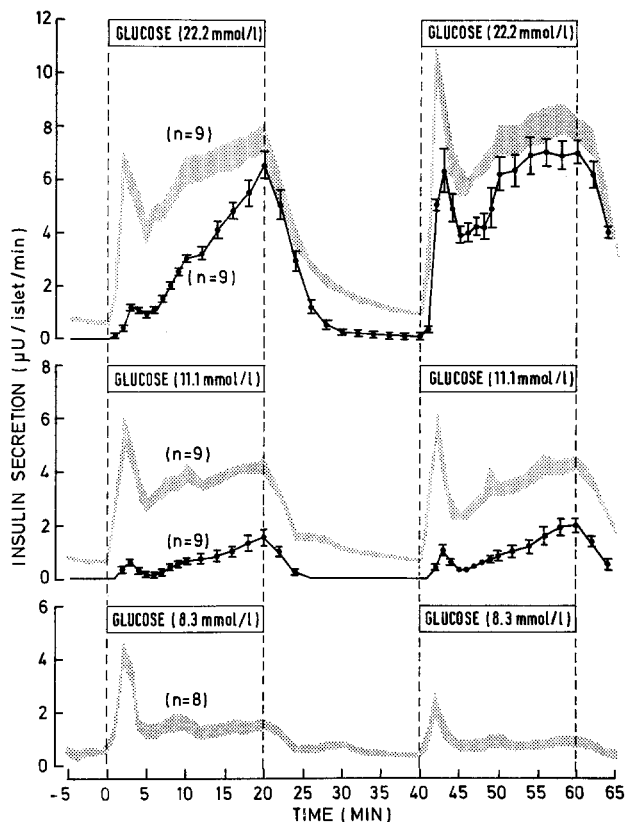 GLUCOSE (22.2 mmol/l) GLUCOSE (22.2 mmol/l)
12
10
8
6
4
2
0
(n=9)
(n=9)
GLUCOSE (11.1 mmol/l) GLUCOSE (11.1 mmol/l)
8
6
4
2
0
(n=9)
(n=9)
GLUCOSE (8.3 mmol/l) GLUCOSE (8.3 mmol/l)
6
4
2
0
(n=8)
INSULIN SECRETION (μU / islet / min)
-5 0 5 10 15 20 25 30 35 40 45 50 55 60 65
TIME (MIN)